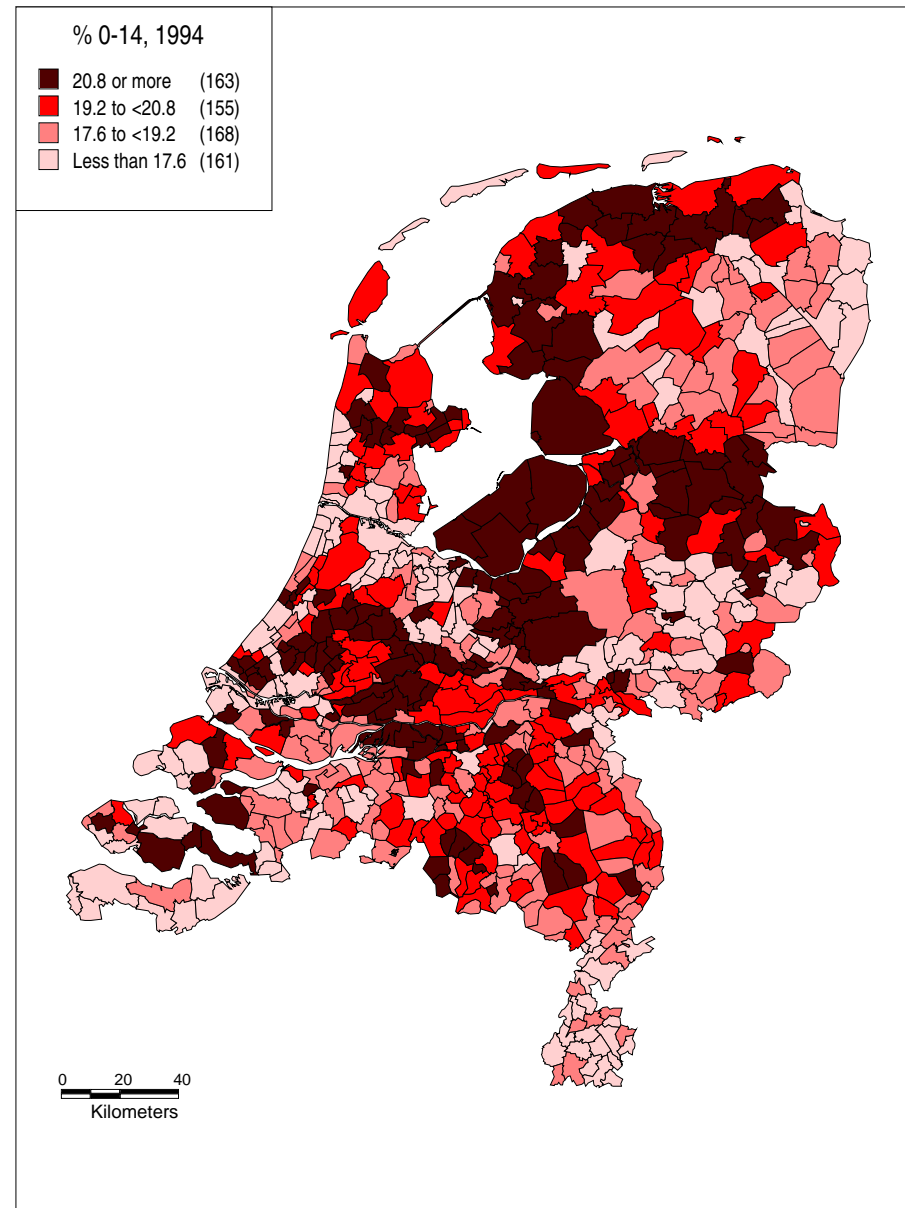 % 0-14, 1994
20.8 or more (163)
19.2 to <20.8 (155)
17.6 to <19.2 (168)
Less than 17.6 (161)
0 20 40
Kilometers